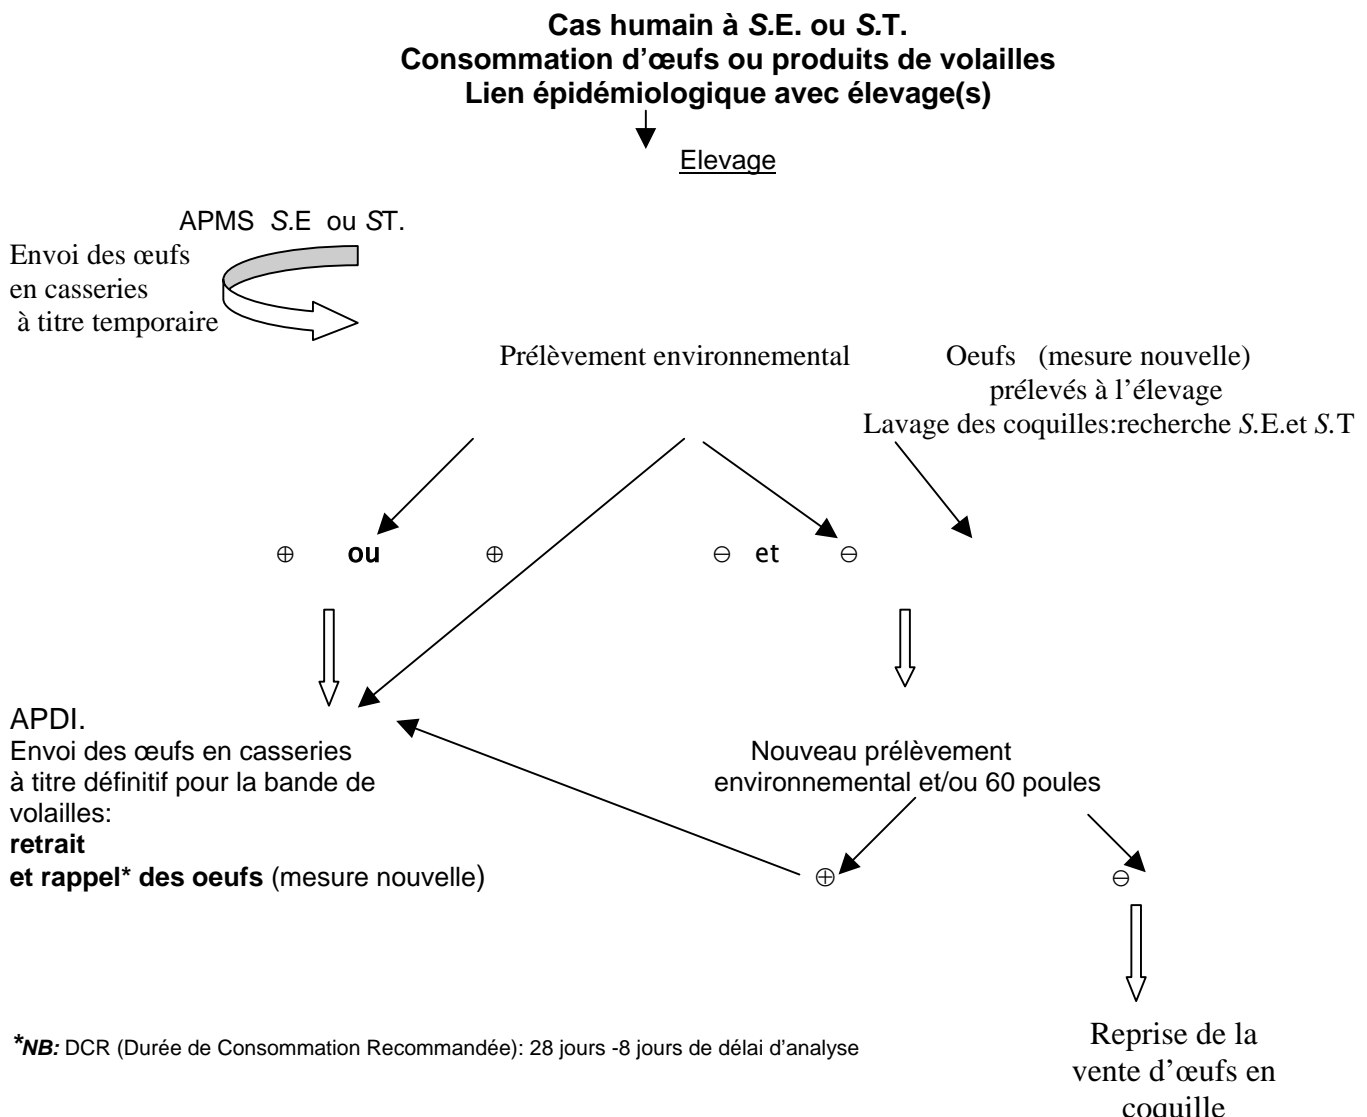 Cas humain à S.E. ou S.T.
Consommation d'œufs ou produits de volailles
Lien épidémiologique avec élevage(s)
Elevage
APMS S.E ou ST.
Envoi des œufs
en casseries
à titre temporaire
Prélèvement environnemental
Oeufs (mesure nouvelle)
prélevés à l'élevage
Lavage des coquilles:recherche S.E.et S.T
⊕ ou ⊕ ⊖ et ⊖
APDI.
Envoi des œufs en casseries
à titre définitif pour la bande de
volailles:
retrait
et rappel* des oeufs (mesure nouvelle)
Nouveau prélèvement
environnemental et/ou 60 poules
⊕ ⊖
*NB: DCR (Durée de Consommation Recommandée): 28 jours -8 jours de délai d'analyse
Reprise de la
vente d'œufs en
coquille